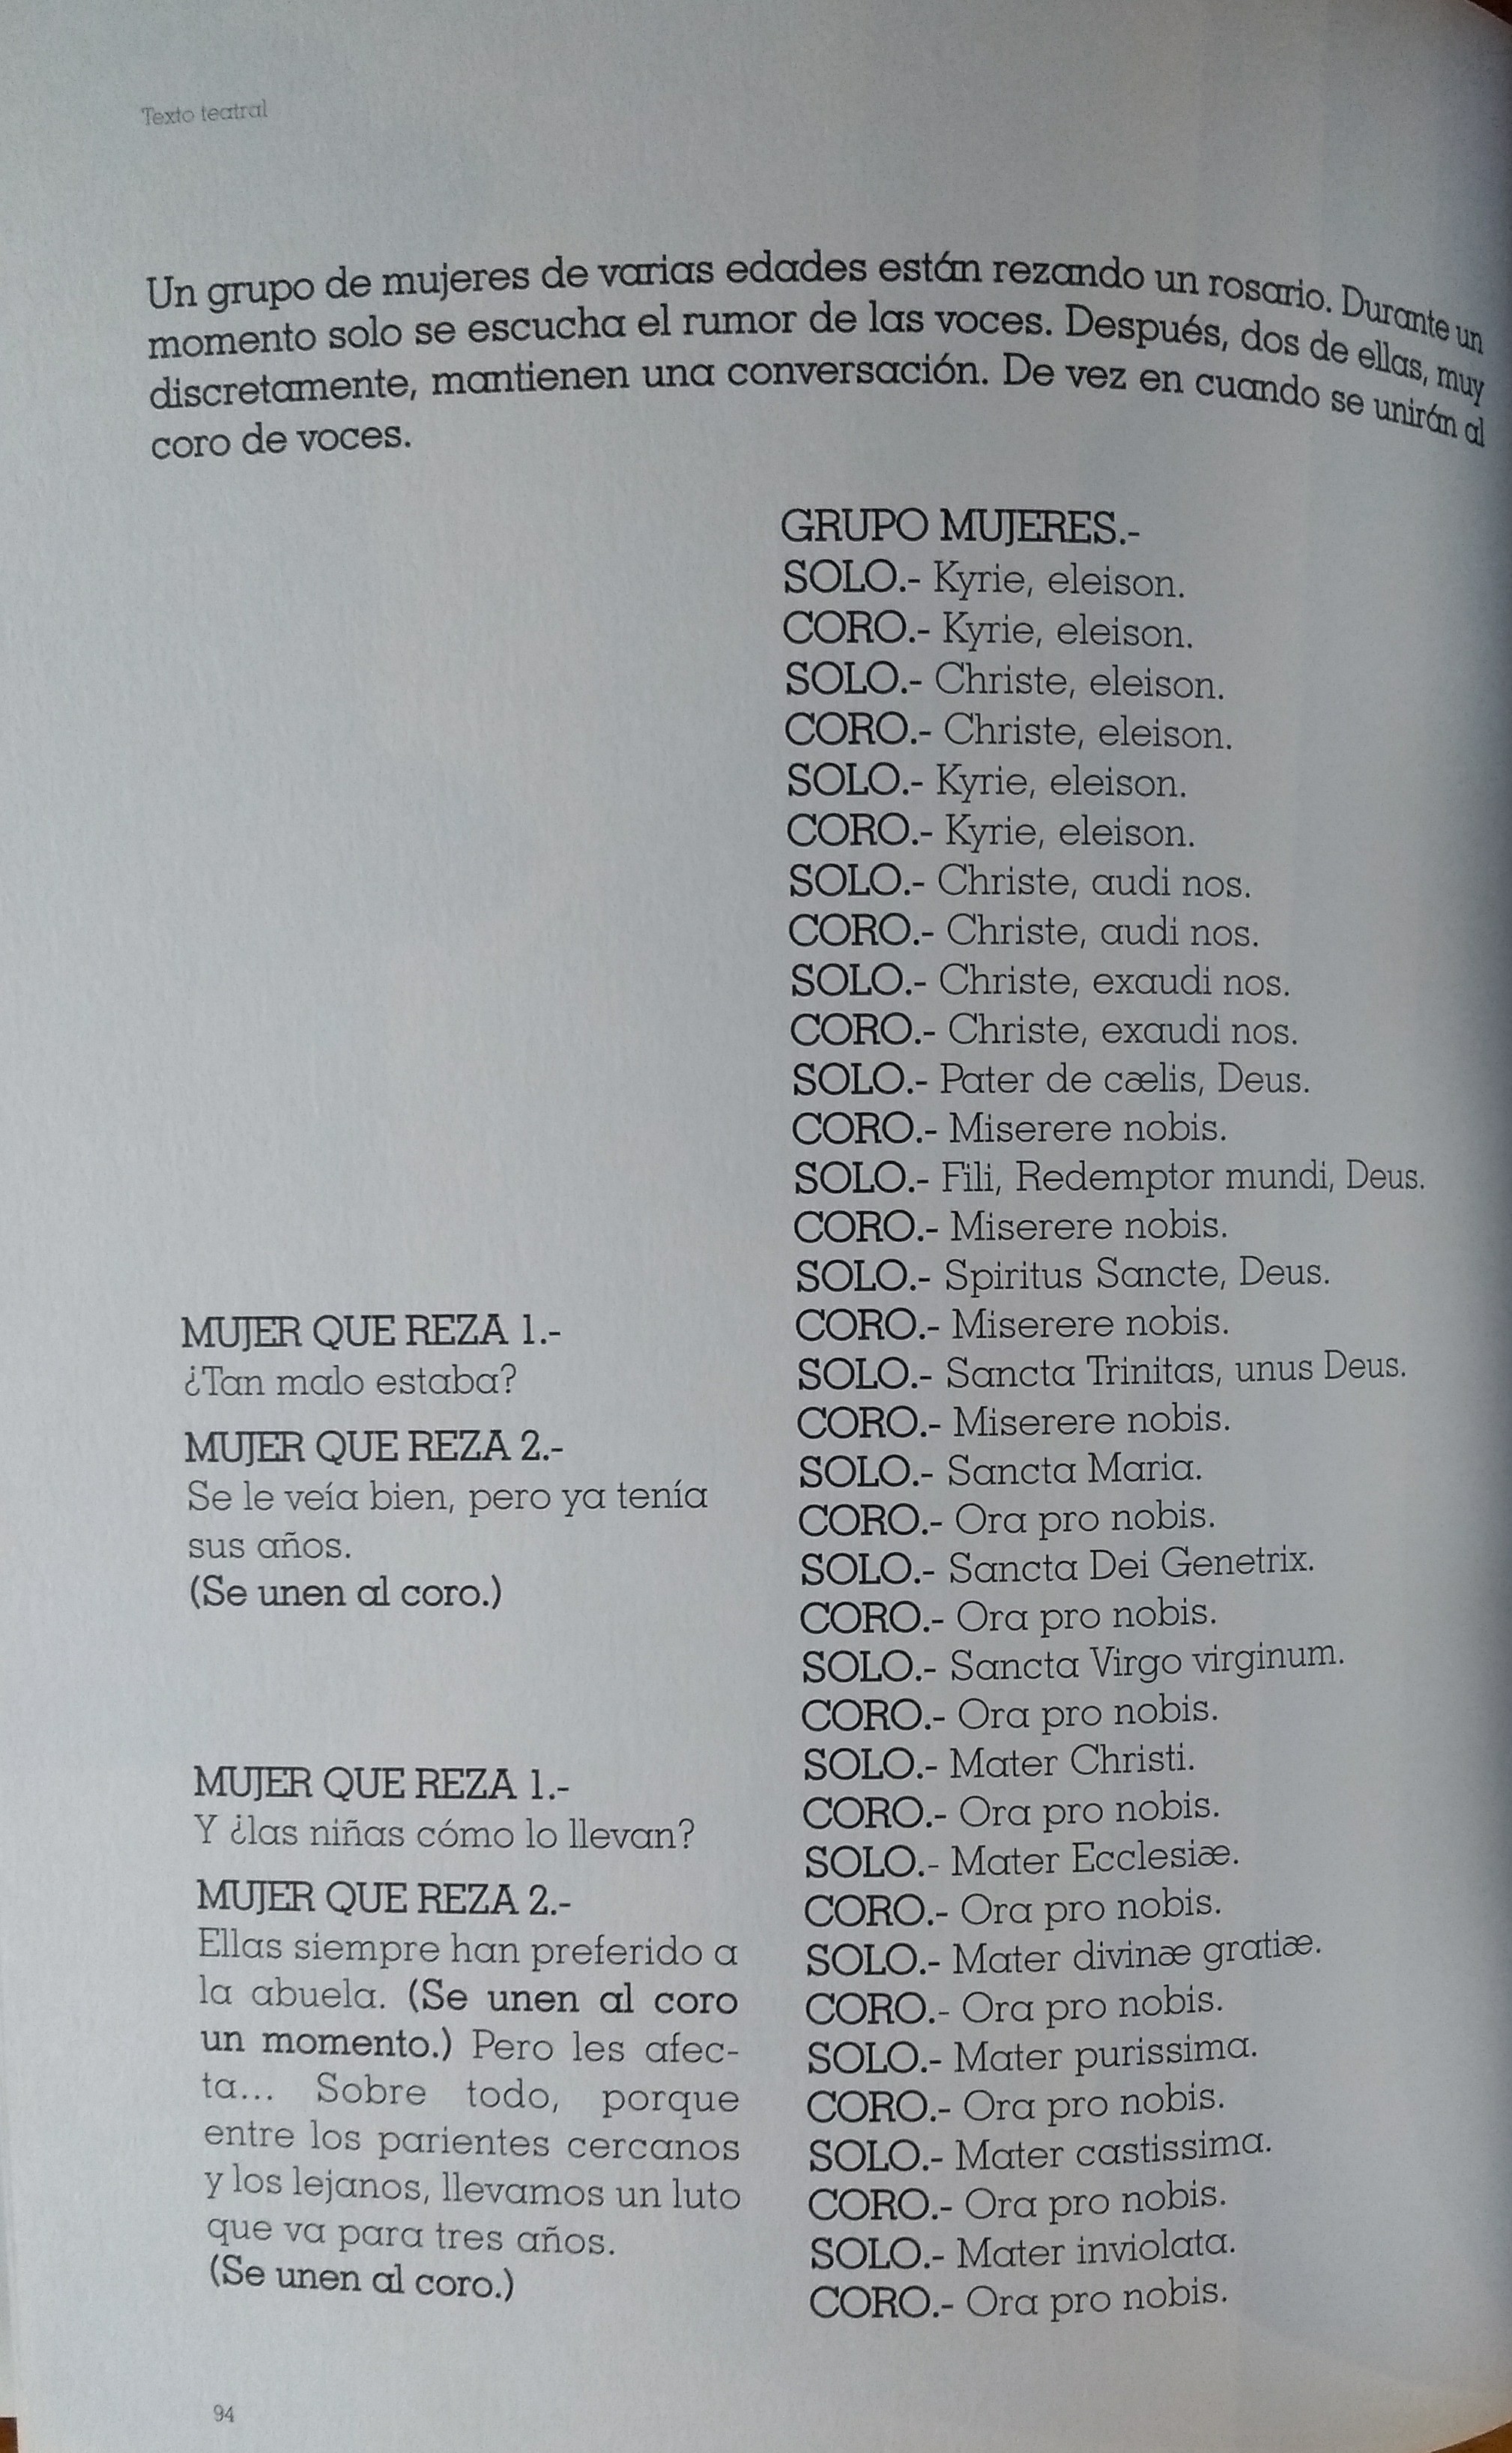 Texto teatral
Un grupo de mujeres de varias edades están rezando un rosario. Durante un
momento solo se escucha el rumor de las voces. Después, dos de ellas, muy
discretamente, mantienen una conversación. De vez en cuando se unirán al
coro de voces.
MUJER QUE REZA 1.-
¿Tan malo estaba?
MUJER QUE REZA 2.-
Se le veía bien, pero ya tenía
sus años.
(Se unen al coro.)
MUJER QUE REZA 1.-
Y ¿las niñas cómo lo llevan?
MUJER QUE REZA 2.-
Ellas siempre han preferido a
la abuela. (Se unen al coro
un momento.) Pero les afec-
ta... Sobre todo, porque
entre los parientes cercanos
y los lejanos, llevamos un luto
que va para tres años.
(Se unen al coro.)
GRUPO MUJERES.-
SOLO.- Kyrie, eleison.
CORO.- Kyrie, eleison.
SOLO.- Christe, eleison.
CORO.- Christe, eleison.
SOLO.- Kyrie, eleison.
CORO.- Kyrie, eleison.
SOLO.- Christe, audi nos.
CORO.- Christe, audi nos.
SOLO.- Christe, exaudi nos.
CORO.- Christe, exaudi nos.
SOLO.- Pater de cælis, Deus.
CORO.- Miserere nobis.
SOLO.- Fili, Redemptor mundi, Deus.
CORO.- Miserere nobis.
SOLO.- Spiritus Sancte, Deus.
CORO.- Miserere nobis.
SOLO.- Sancta Trinitas, unus Deus.
CORO.- Miserere nobis.
SOLO.- Sancta Maria.
CORO.- Ora pro nobis.
SOLO.- Sancta Dei Genetrix.
CORO.- Ora pro nobis.
SOLO.- Sancta Virgo virginum.
CORO.- Ora pro nobis.
SOLO.- Mater Christi.
CORO.- Ora pro nobis.
SOLO.- Mater Ecclesiæ.
CORO.- Ora pro nobis.
SOLO.- Mater divinæ gratiæ.
CORO.- Ora pro nobis.
SOLO.- Mater purissima.
CORO.- Ora pro nobis.
SOLO.- Mater castissima.
CORO.- Ora pro nobis.
SOLO.- Mater inviolata.
CORO.- Ora pro nobis.
94